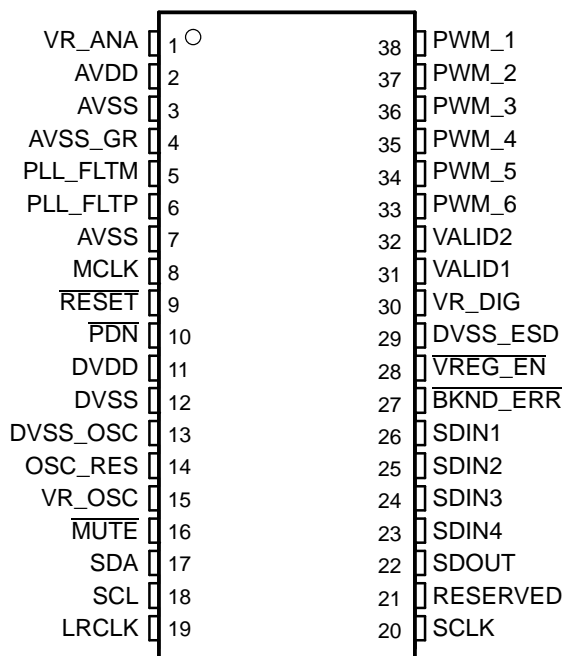 VR_ANA 1 38 PWM_1
AVDD 2 37 PWM_2
AVSS 3 36 PWM_3
AVSS_GR 4 35 PWM_4
PLL_FLTM 5 34 PWM_5
PLL_FLTP 6 33 PWM_6
AVSS 7 32 VALID2
MCLK 8 31 VALID1
RESET 9 30 VR_DIG
PDN 10 29 DVSS_ESD
DVDD 11 28 VREG_EN
DVSS 12 27 BKND_ERR
DVSS_OSC 13 26 SDIN1
OSC_RES 14 25 SDIN2
VR_OSC 15 24 SDIN3
MUTE 16 23 SDIN4
SDA 17 22 SDOUT
SCL 18 21 RESERVED
LRCLK 19 20 SCLK